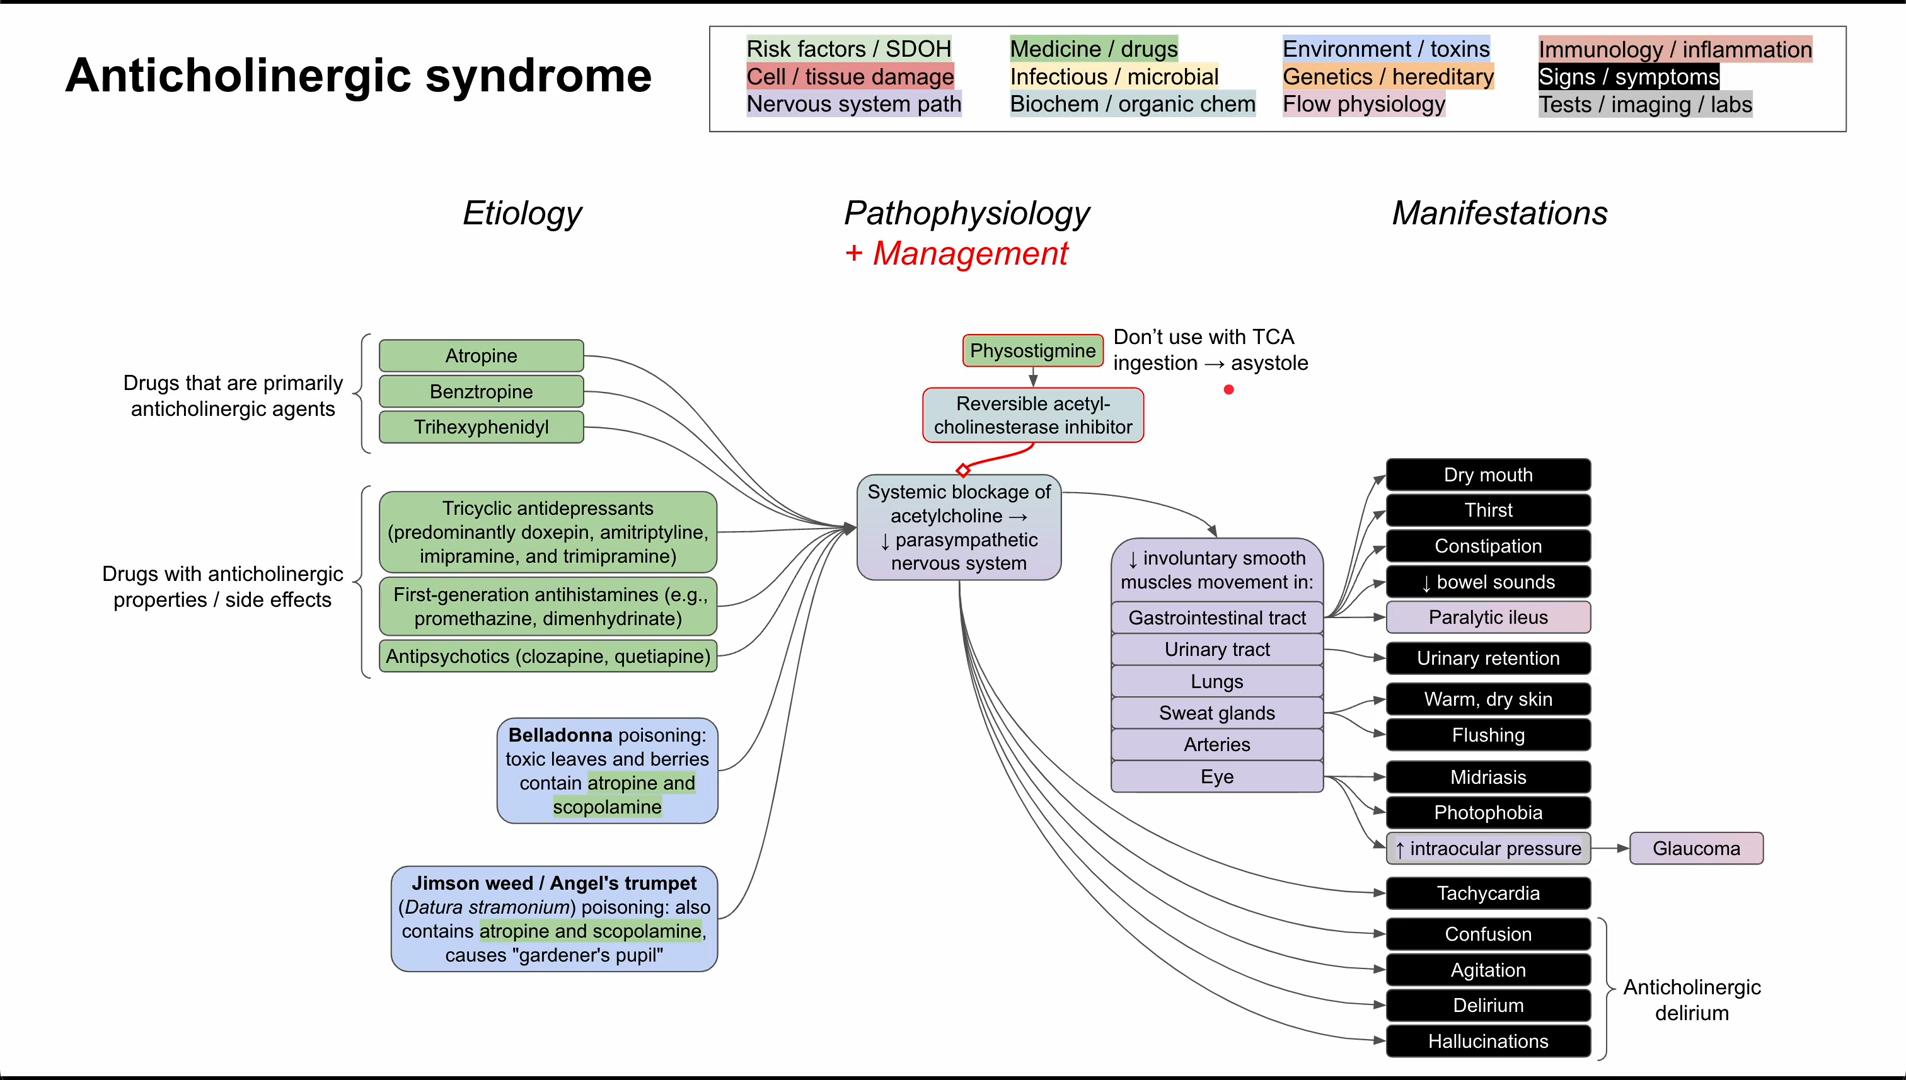 Anticholinergic syndrome
Risk factors / SDOH
Medicine / drugs
Environment / toxins
Immunology / inflammation
Cell / tissue damage
Infectious / microbial
Genetics / hereditary
Signs / symptoms
Nervous system path
Biochem / organic chem
Flow physiology
Tests / imaging / labs
Etiology
Pathophysiology
+ Management
Manifestations
Drugs that are primarily
anticholinergic agents
Atropine
Benztropine
Trihexyphenidyl
Drugs with anticholinergic
properties / side effects
Tricyclic antidepressants
(predominantly doxepin, amitriptyline,
imipramine, and trimipramine)
First-generation antihistamines (e.g.,
promethazine, dimenhydrinate)
Antipsychotics (clozapine, quetiapine)
Belladonna poisoning:
toxic leaves and berries
contain atropine and
scopolamine
Jimson weed / Angel's trumpet
(Datura stramonium) poisoning: also
contains atropine and scopolamine,
causes "gardener's pupil"
Physostigmine
Don’t use with TCA
ingestion → asystole
Reversible acetyl-
cholinesterase inhibitor
Systemic blockage of
acetylcholine →
↓ parasympathetic
nervous system
↓ involuntary smooth
muscles movement in:
Gastrointestinal tract
Urinary tract
Lungs
Sweat glands
Arteries
Eye
Dry mouth
Thirst
Constipation
↓ bowel sounds
Paralytic ileus
Urinary retention
Warm, dry skin
Flushing
Midriasis
Photophobia
↑ intraocular pressure
Glaucoma
Tachycardia
Confusion
Agitation
Delirium
Hallucinations
Anticholinergic
delirium